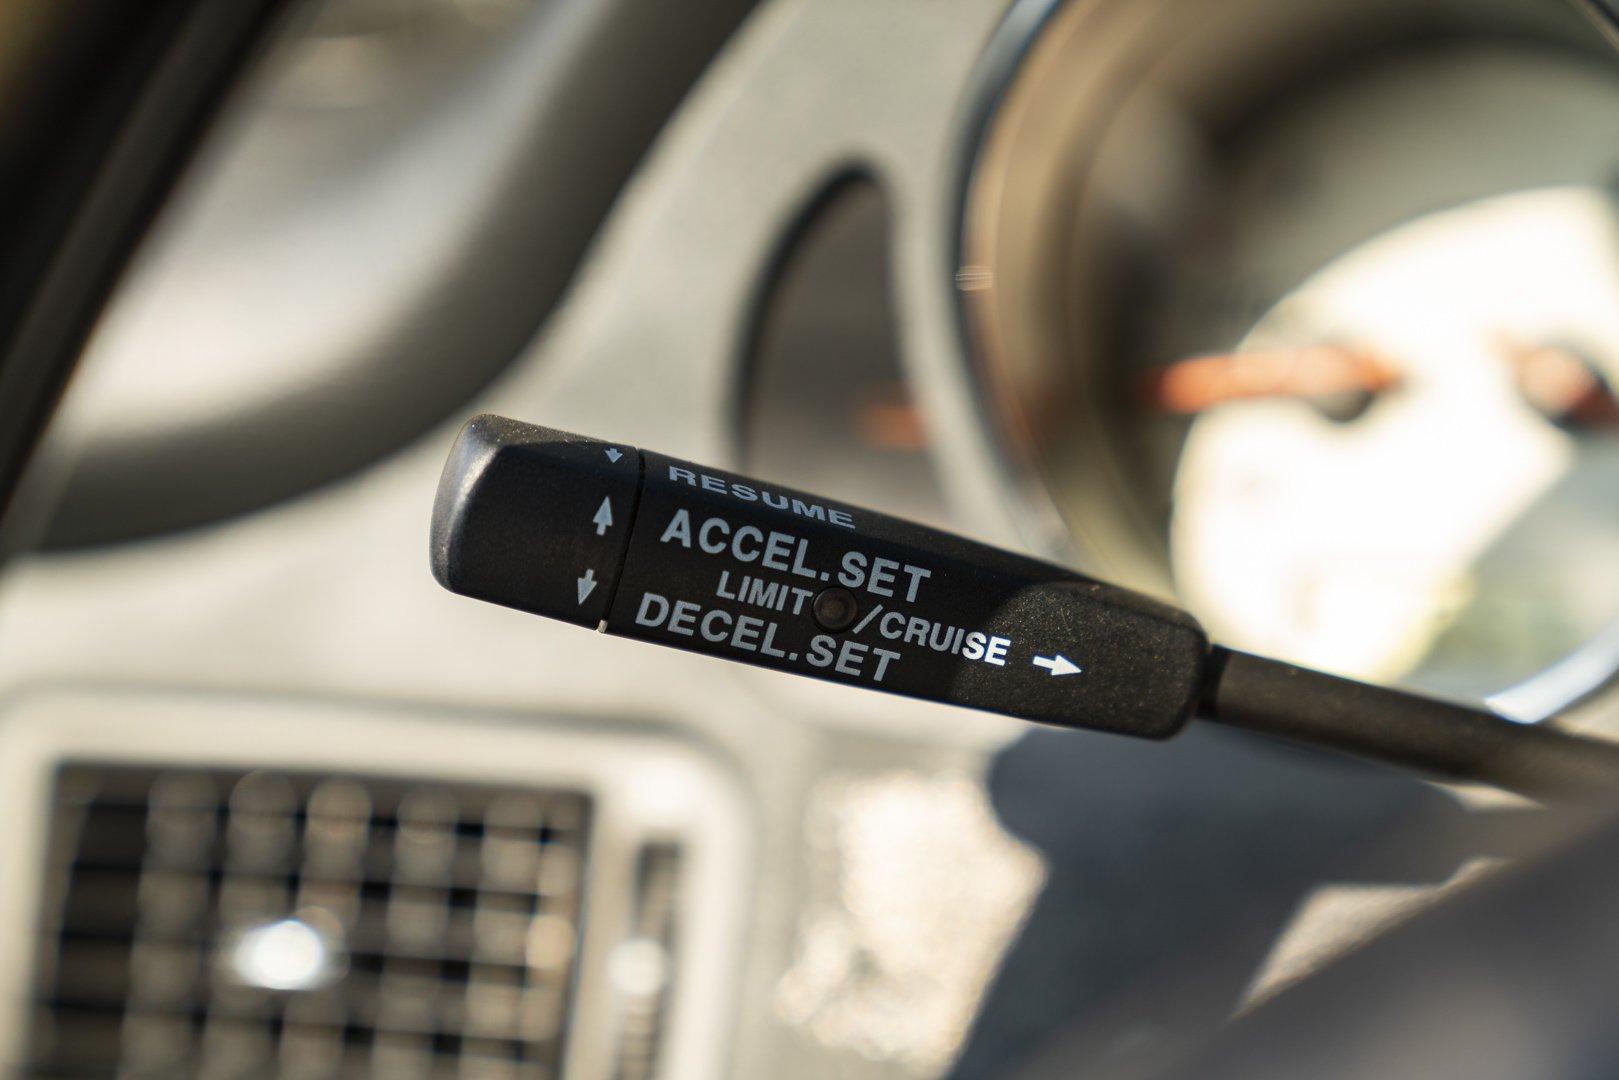 RESUME
ACCEL.SET
LIMIT /CRUISE
DECEL.SET